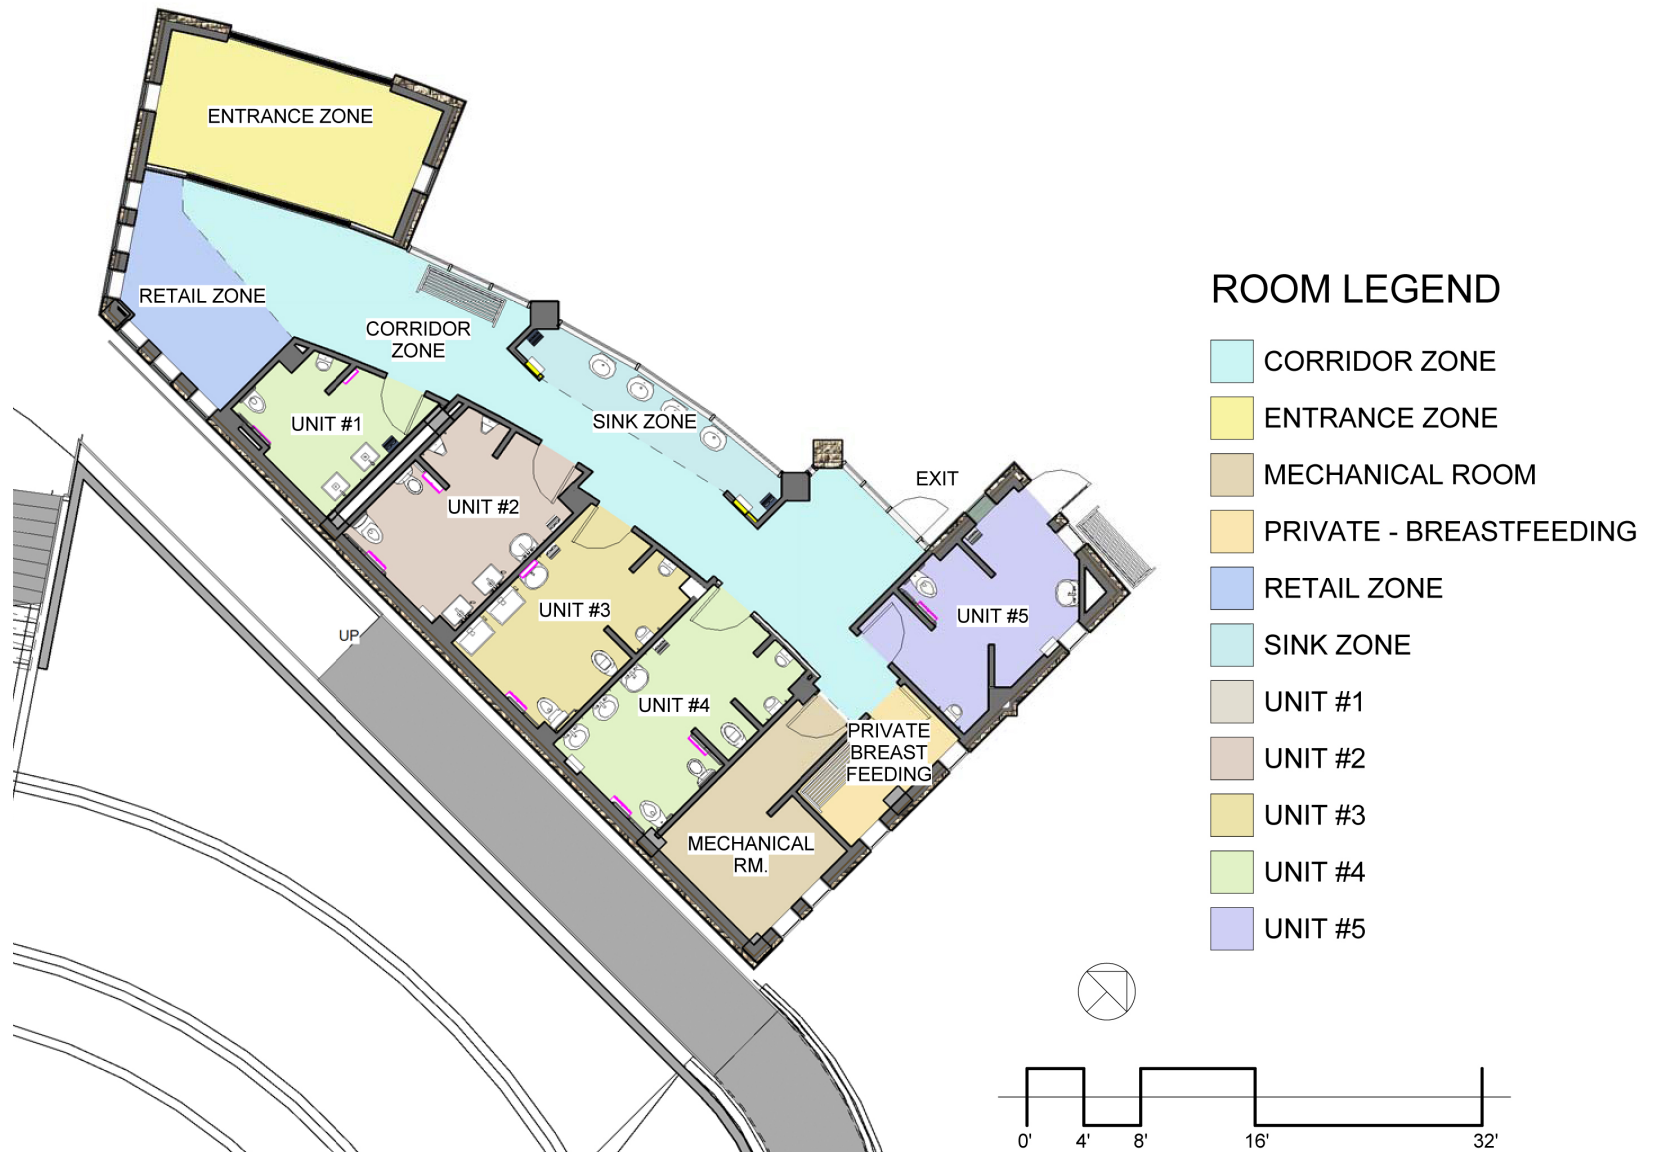 ENTRANCE ZONE
RETAIL ZONE
CORRIDOR
ZONE
SINK ZONE
UNIT #1
UNIT #2
EXIT
UNIT #3
UNIT #5
UP
UNIT #4
PRIVATE
BREAST
FEEDING
MECHANICAL
RM.
ROOM LEGEND
CORRIDOR ZONE
ENTRANCE ZONE
MECHANICAL ROOM
PRIVATE - BREASTFEEDING
RETAIL ZONE
SINK ZONE
UNIT #1
UNIT #2
UNIT #3
UNIT #4
UNIT #5
0' 4' 8' 16' 32'